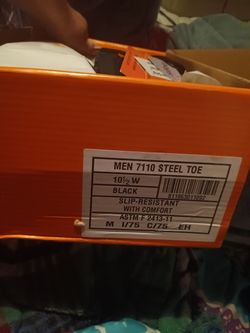 MEN 7110 STEEL TOE
10½ W
BLACK
SLIP-RESISTANT
WITH COMFORT
ASTM F 2413-11
M I/75 C/75 EH